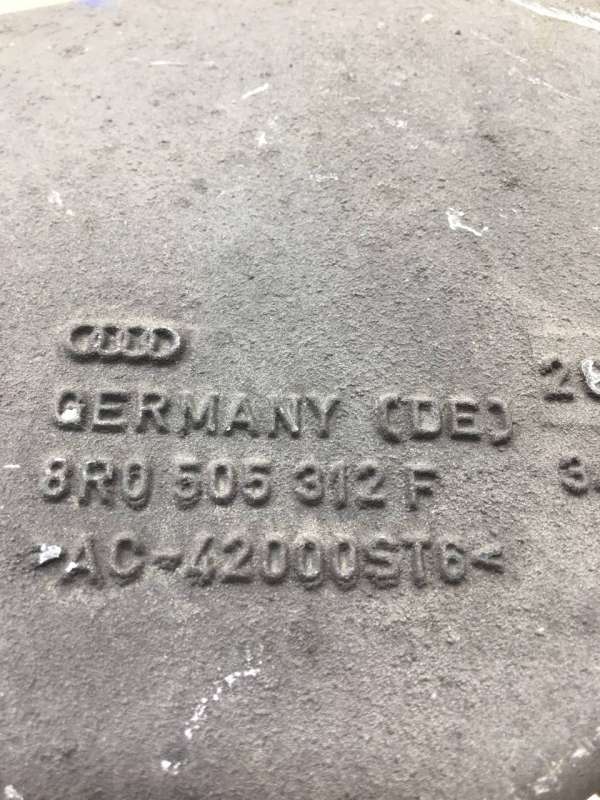 GERMANY (DE)
8R0 505 312 F
>AC-42000ST6<